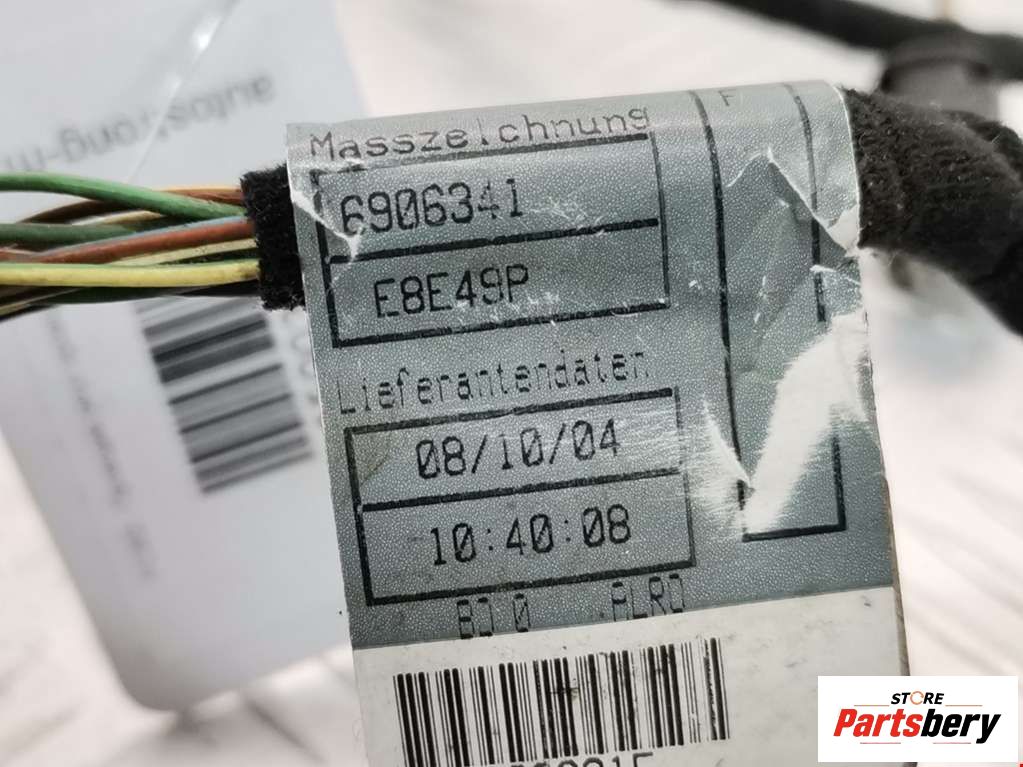 Masszeichnung
F
6906341
E8E49P
Lieferantendaten
08/10/04
10:40:08
STORE
Partsbery